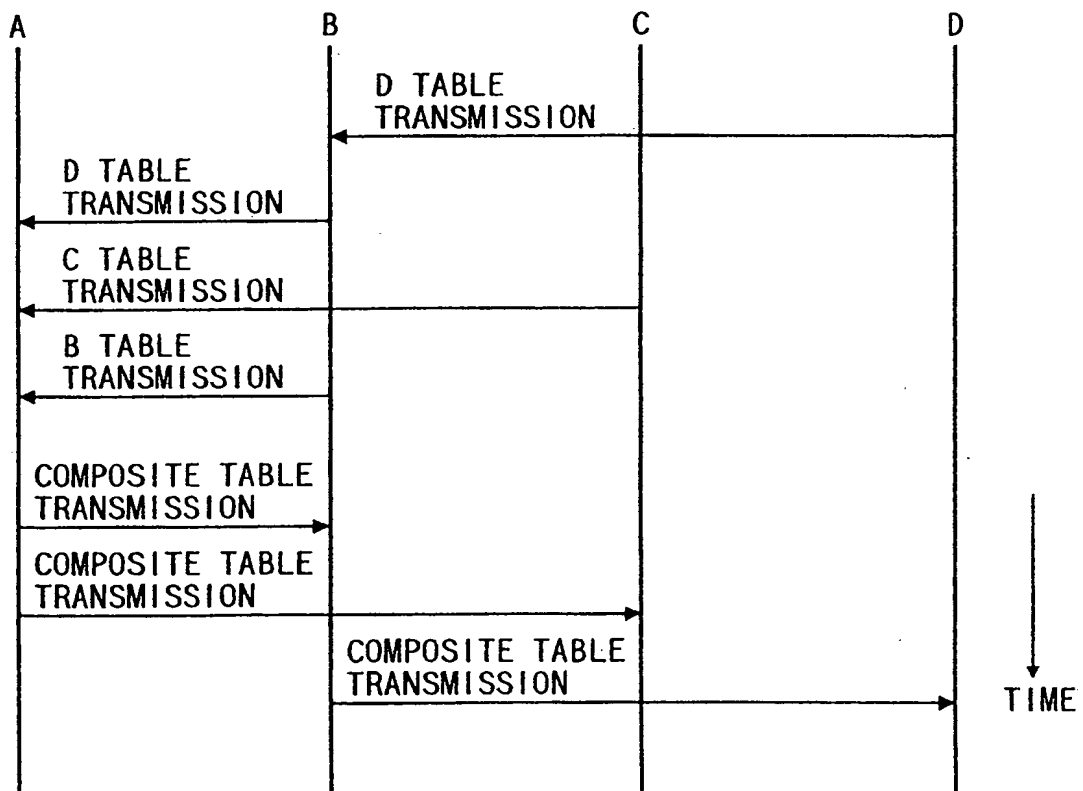 A B C D
D TABLE
TRANSMISSION
D TABLE
TRANSMISSION
C TABLE
TRANSMISSION
B TABLE
TRANSMISSION
COMPOSITE TABLE
TRANSMISSION
COMPOSITE TABLE
TRANSMISSION
COMPOSITE TABLE
TRANSMISSION
TIME